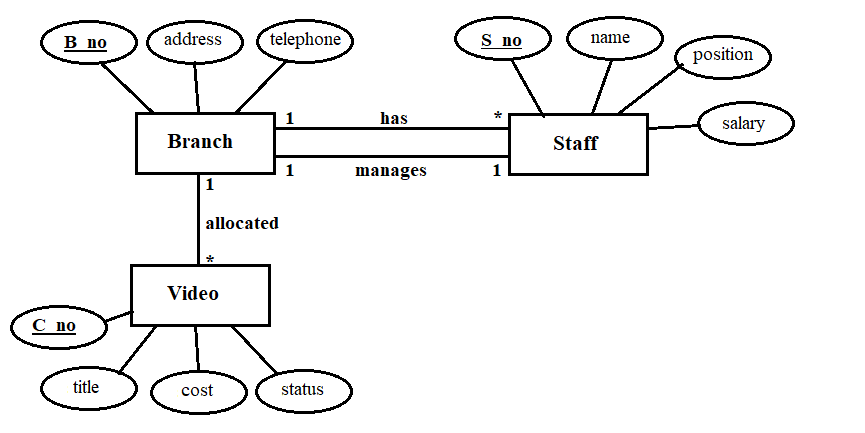 B_no
address
telephone
S_no
name
position
salary
Branch
1
has
*
Staff
1
manages
1
1
allocated
*
Video
C_no
title
cost
status